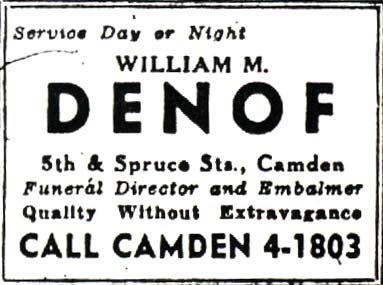 Service Day or Night
WILLIAM M.
DENOF
5th & Spruce Sts., Camden
Funeral Director and Embalmer
Quality Without Extravagance
CALL CAMDEN 4-1803